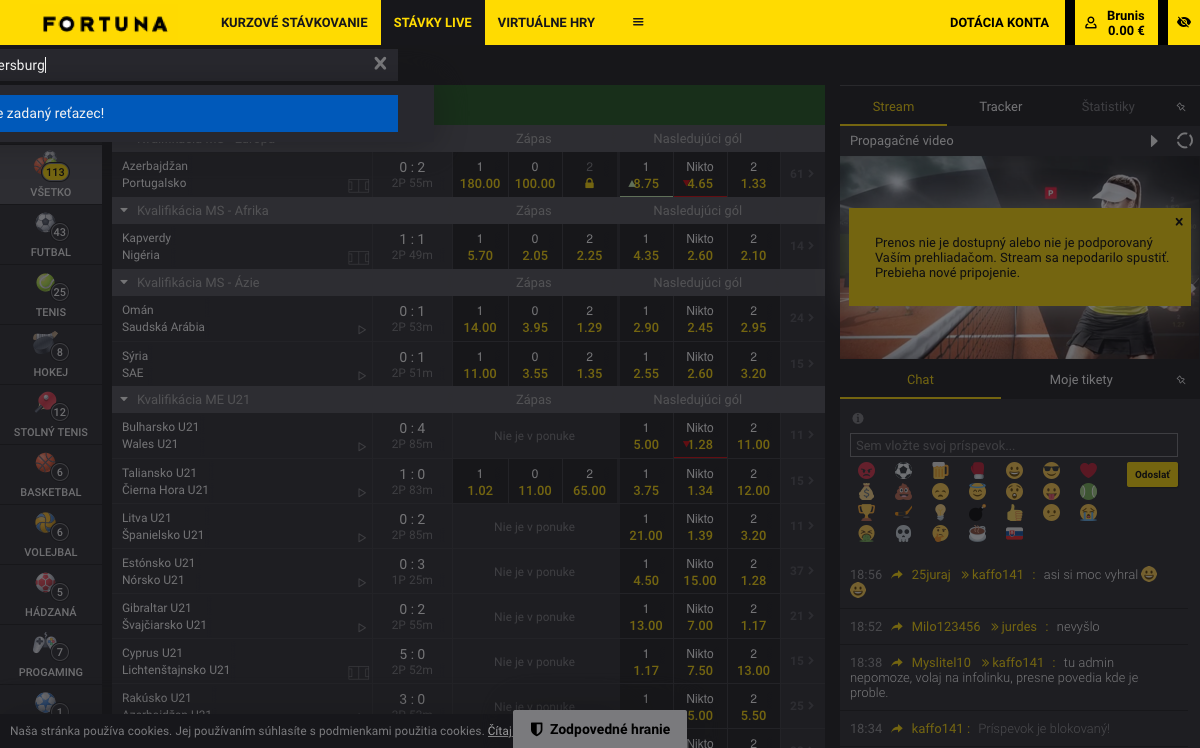 FORTUNA KURZOVÉ STÁVKOVANIE STÁVKY LIVE VIRTUÁLNE HRY DOTÁCIA KONTA Brunis
0.00 €
ersburg
e zadaný reťazec!
Stream Tracker Štatistiky
Propagačné video
Prenos nie je dostupný alebo nie je podporovaný
Vaším prehliadačom. Stream sa nepodarilo spustiť.
Prebieha nové pripojenie.
113
VŠETKO
43
FUTBAL
25
TENIS
8
HOKEJ
12
STOLNÝ TENIS
6
BASKETBAL
6
VOLEJBAL
5
HÁDZANÁ
7
PROGAMING
1
Zápas Nasledujúci gól
Azerbajdžan 0 : 2 1 0 2 1 Nikto 2 61
Portugalsko 2P 55m 180.00 100.00 8.75 4.65 1.33
Kvalifikácia MS - Afrika Zápas Nasledujúci gól
Kapverdy 1 : 1 1 0 2 1 Nikto 2 14
Nigéria 2P 49m 5.70 2.05 2.25 4.35 2.60 2.10
Kvalifikácia MS - Ázie Zápas Nasledujúci gól
Omán 0 : 1 1 0 2 1 Nikto 2 24
Saudská Arábia 2P 53m 14.00 3.95 1.29 2.90 2.45 2.95
Sýria 0 : 1 1 0 2 1 Nikto 2 15
SAE 2P 51m 11.00 3.55 1.35 2.55 2.60 3.20
Kvalifikácia ME U21 Zápas Nasledujúci gól
Bulharsko U21 0 : 4 Nie je v ponuke 1 Nikto 2 11
Wales U21 2P 85m 5.00 1.28 11.00
Taliansko U21 1 : 0 1 0 2 1 Nikto 2 15
Čierna Hora U21 2P 83m 1.02 11.00 65.00 3.75 1.34 12.00
Litva U21 0 : 2 Nie je v ponuke 1 Nikto 2 11
Španielsko U21 2P 85m 21.00 1.39 3.20
Estónsko U21 0 : 3 Nie je v ponuke 1 Nikto 2 37
Nórsko U21 1P 25m 4.50 15.00 1.28
Gibraltar U21 0 : 2 Nie je v ponuke 1 Nikto 2 21
Švajčiarsko U21 2P 55m 13.00 7.00 1.17
Cyprus U21 5 : 0 Nie je v ponuke 1 Nikto 2 15
Lichtenštajnsko U21 2P 52m 1.17 7.50 13.00
Rakúsko U21 3 : 0 1 Nikto 2 25
5.00 5.50
Nikto 2
Chat Moje tikety
Sem vložte svoj príspevok...
Odoslať
18:56 25juraj kaffo141 : asi si moc vyhral
18:52 Milo123456 jurdes : nevyšlo
18:38 Myslitel10 kaffo141 : tu admin
nepomoze, volaj na infolinku, presne povedia kde je
proble.
18:34 kaffo141 : Príspevok je blokovaný!
Naša stránka používa cookies. Jej používaním súhlasíte s podmienkami použitia cookies. Čítaj
Zodpovedné hranie